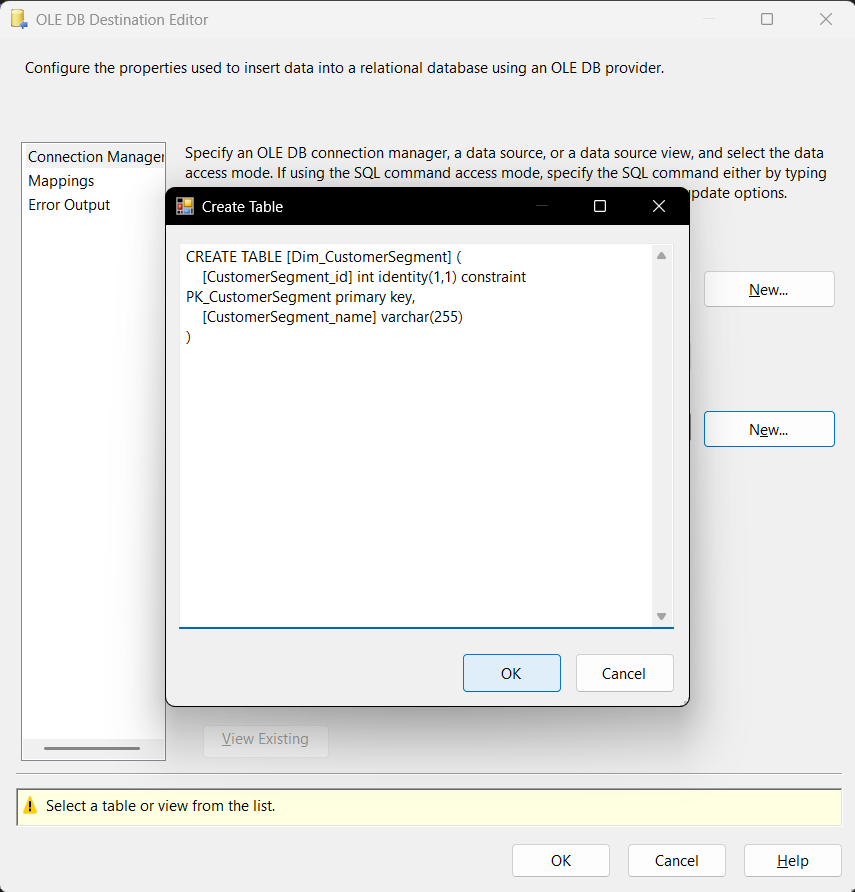 OLE DB Destination Editor
Configure the properties used to insert data into a relational database using an OLE DB provider.
Connection Manager
Mappings
Error Output
Specify an OLE DB connection manager, a data source, or a data source view, and select the data
access mode. If using the SQL command access mode, specify the SQL command either by typing
update options.
Create Table
CREATE TABLE [Dim_CustomerSegment] (
[CustomerSegment_id] int identity(1,1) constraint
PK_CustomerSegment primary key,
[CustomerSegment_name] varchar(255)
)
New...
New...
OK
Cancel
View Existing
Select a table or view from the list.
OK
Cancel
Help